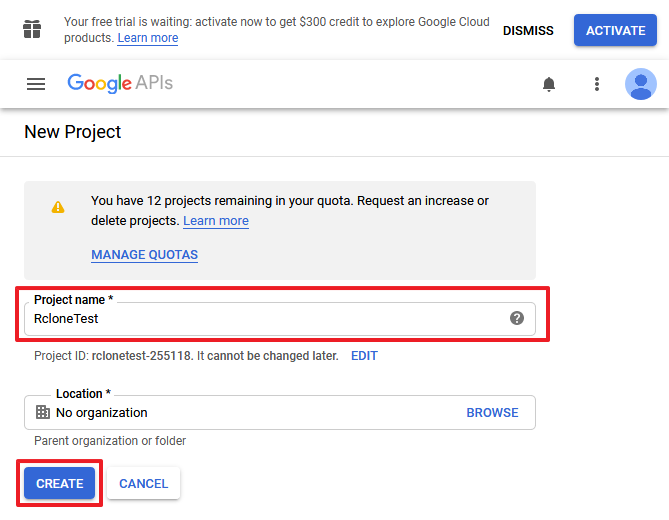 Your free trial is waiting: activate now to get $300 credit to explore Google Cloud
products. Learn more
DISMISS
ACTIVATE
Google APIs
New Project
You have 12 projects remaining in your quota. Request an increase or
delete projects. Learn more
MANAGE QUOTAS
Project name *
RcloneTest
Project ID: rclonetest-255118. It cannot be changed later. EDIT
Location *
No organization
BROWSE
Parent organization or folder
CREATE
CANCEL